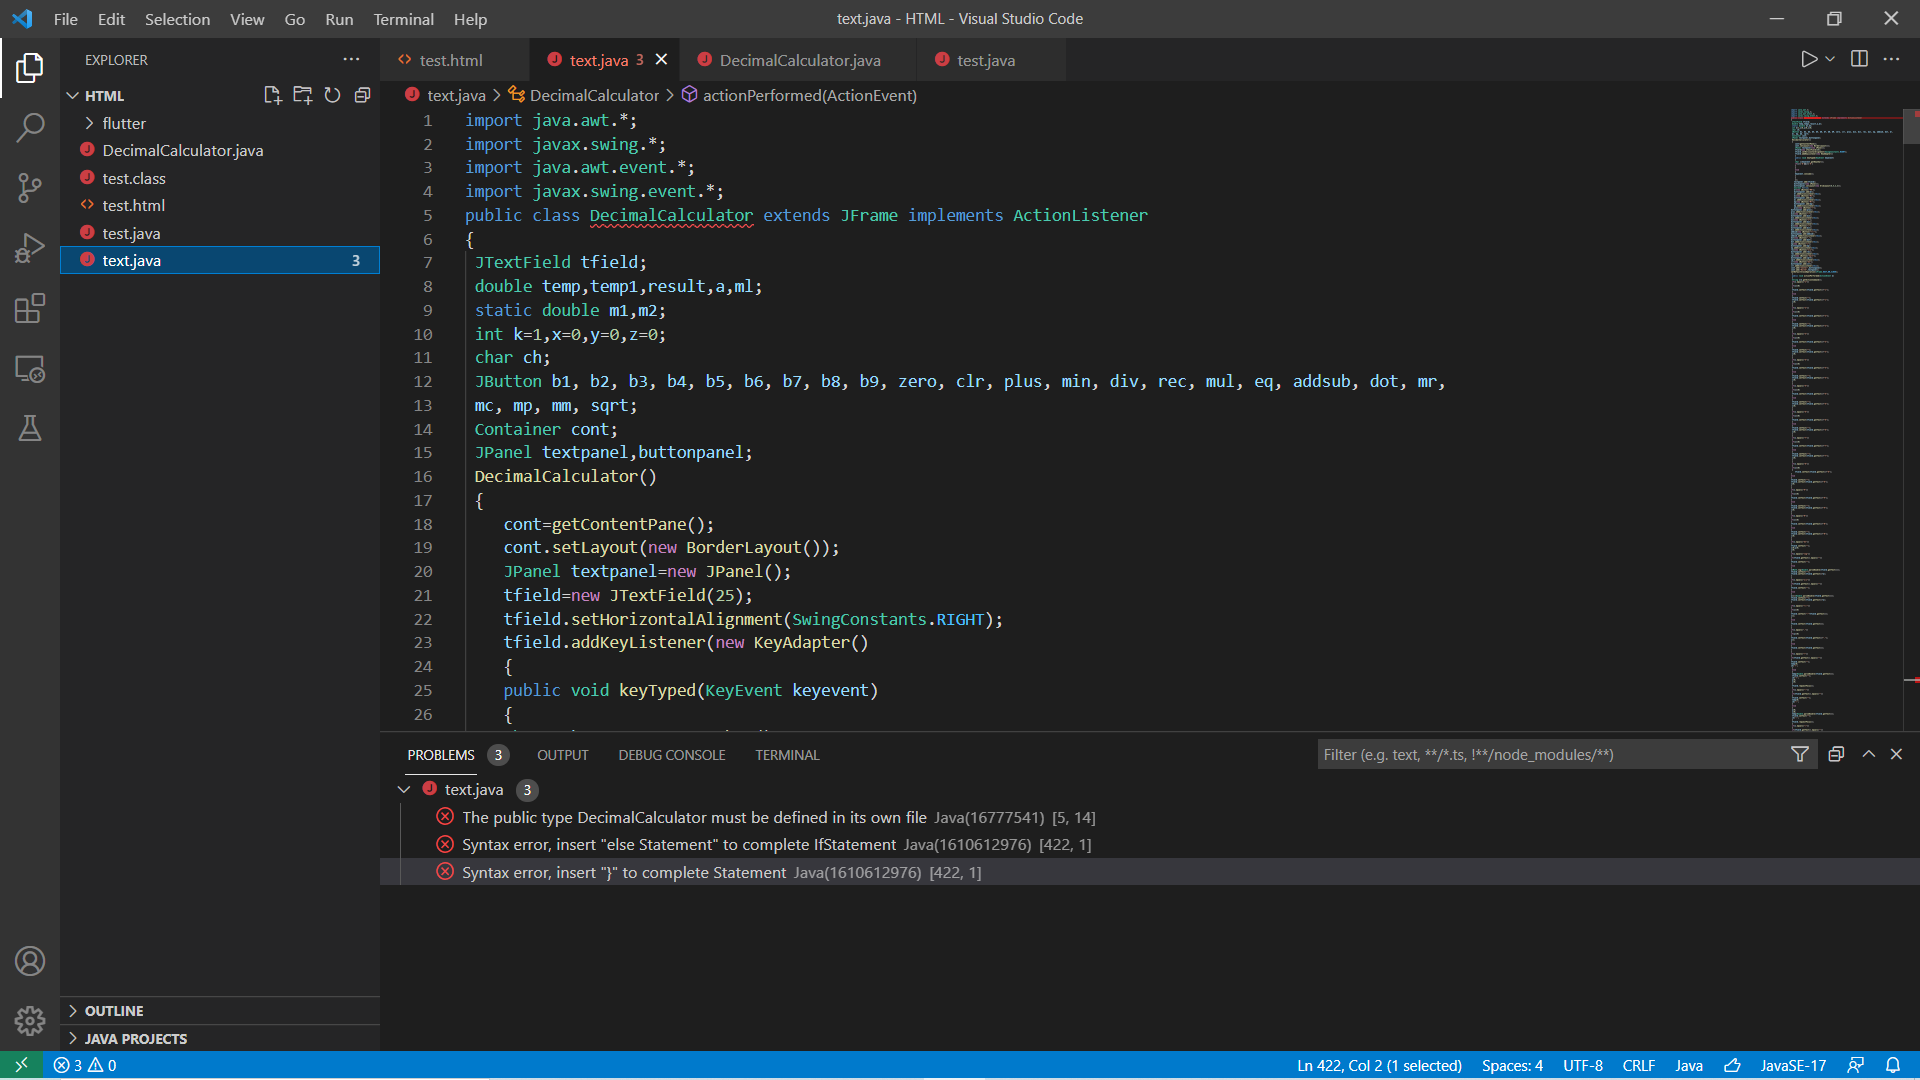 File Edit Selection View Go Run Terminal Help
text.java - HTML - Visual Studio Code
EXPLORER
HTML
flutter
DecimalCalculator.java
test.class
test.html
test.java
text.java 3
OUTLINE
JAVA PROJECTS
test.html text.java 3 DecimalCalculator.java test.java
text.java > DecimalCalculator > actionPerformed(ActionEvent)
1 import java.awt.*;
2 import javax.swing.*;
3 import java.awt.event.*;
4 import javax.swing.event.*;
5 public class DecimalCalculator extends JFrame implements ActionListener
6 {
7 JTextField tfield;
8 double temp,temp1,result,a,ml;
9 static double m1,m2;
10 int k=1,x=0,y=0,z=0;
11 char ch;
12 JButton b1, b2, b3, b4, b5, b6, b7, b8, b9, zero, clr, plus, min, div, rec, mul, eq, addsub, dot, mr,
13 mc, mp, mm, sqrt;
14 Container cont;
15 JPanel textpanel,buttonpanel;
16 DecimalCalculator()
17 {
18 cont=getContentPane();
19 cont.setLayout(new BorderLayout());
20 JPanel textpanel=new JPanel();
21 tfield=new JTextField(25);
22 tfield.setHorizontalAlignment(SwingConstants.RIGHT);
23 tfield.addKeyListener(new KeyAdapter()
24 {
25 public void keyTyped(KeyEvent keyevent)
26 {
PROBLEMS 3 OUTPUT DEBUG CONSOLE TERMINAL
Filter (e.g. text, **/*.ts, !**/node_modules/**)
text.java 3
The public type DecimalCalculator must be defined in its own file Java(16777541) [5, 14]
Syntax error, insert "else Statement" to complete IfStatement Java(1610612976) [422, 1]
Syntax error, insert "}" to complete Statement Java(1610612976) [422, 1]
3 0
Ln 422, Col 2 (1 selected) Spaces: 4 UTF-8 CRLF Java JavaSE-17